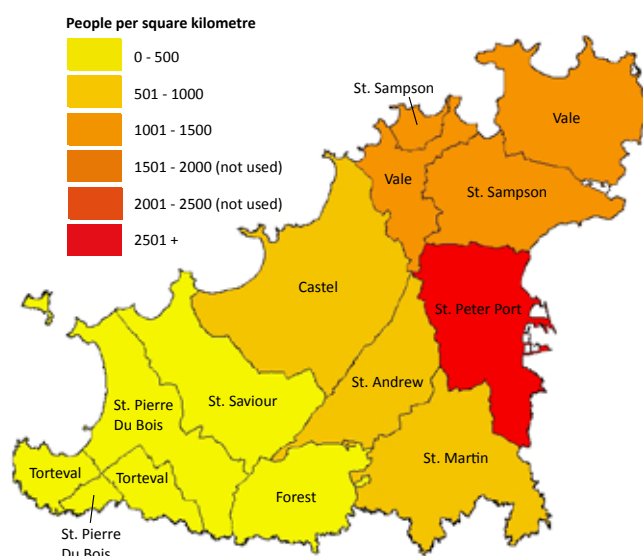 People per square kilometre
0 - 500
501 - 1000
1001 - 1500
1501 - 2000 (not used)
2001 - 2500 (not used)
2501 +
St. Sampson
Vale
Vale
St. Sampson
Castel
St. Peter Port
St. Andrew
St. Saviour
St. Pierre
Du Bois
St. Martin
Torteval
Torteval
Forest
St. Pierre
Du Bois